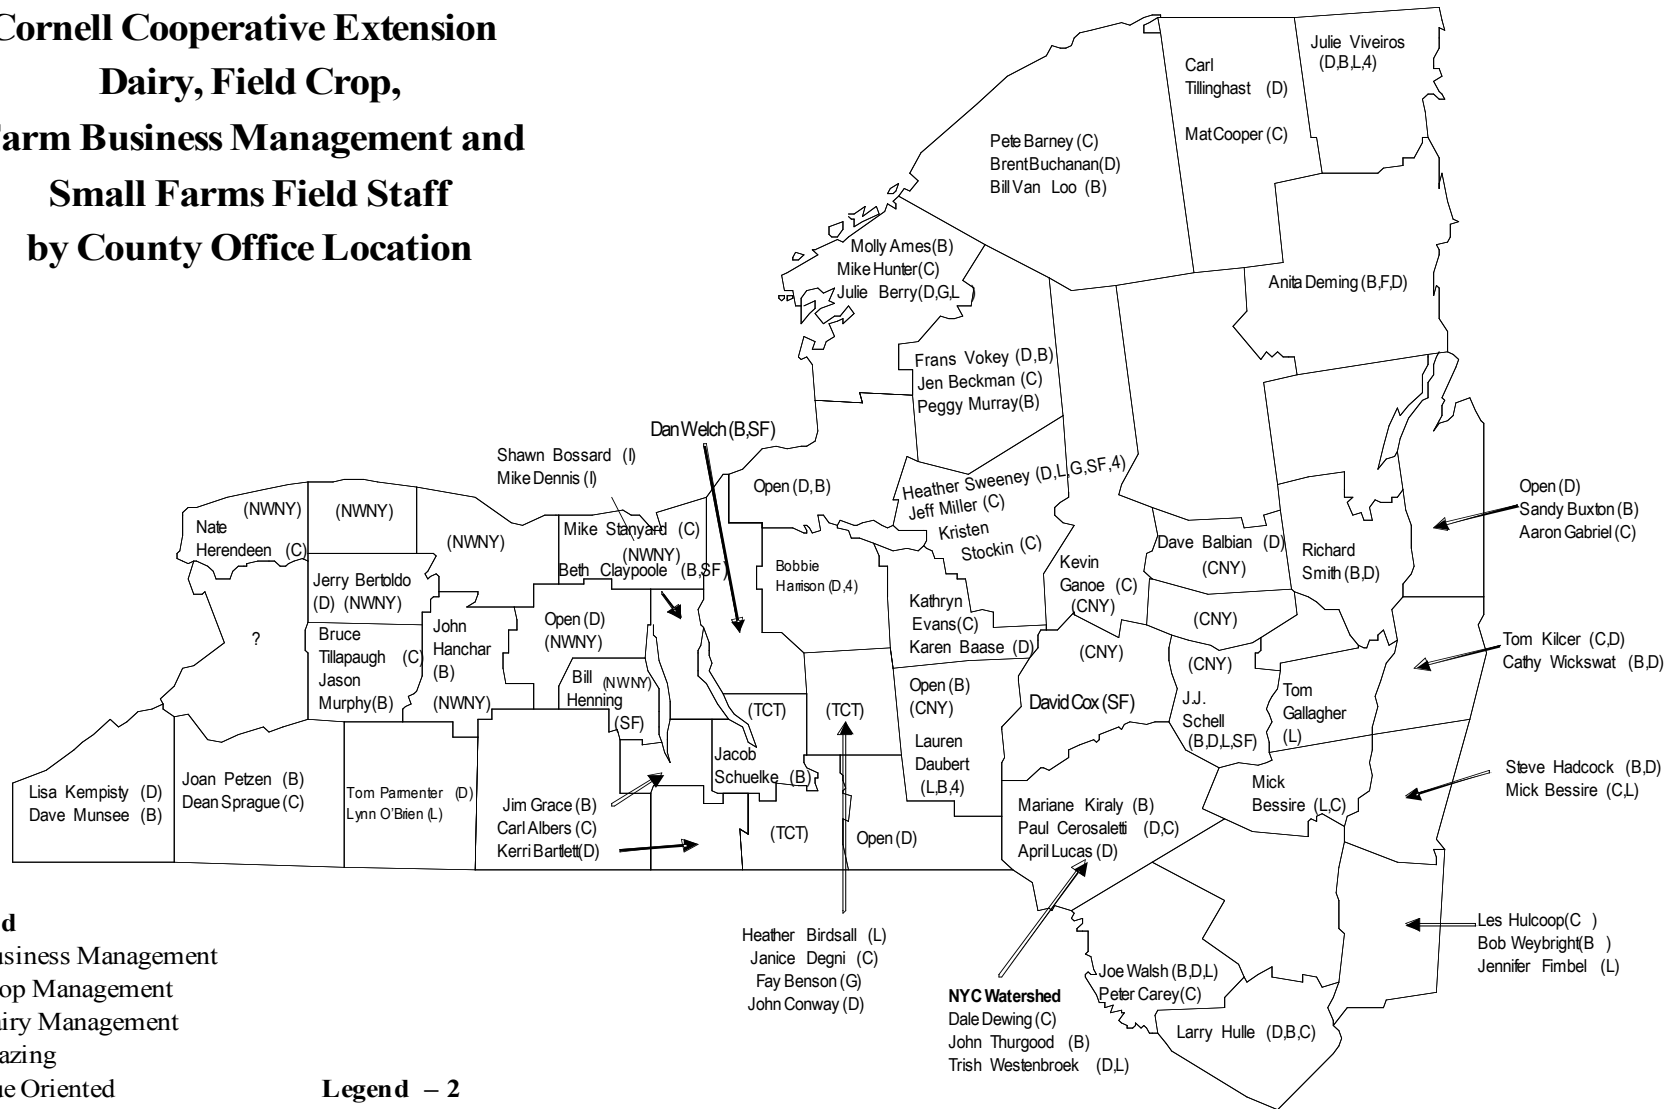 Cornell Cooperative Extension
Dairy, Field Crop,
Farm Business Management and
Small Farms Field Staff
by County Office Location
Julie Viveiros
(D,B,L,4)
Carl
Tillinghast (D)
Mat Cooper (C)
Pete Barney (C)
Brent Buchanan (D)
Bill Van Loo (B)
Molly Ames (B)
Mike Hunter (C)
Julie Berry (D,G,L
Anita Deming (B,F,D)
Frans Vokey (D,B)
Jen Beckman (C)
Peggy Murray (B)
Dan Welch (B,SF)
Shawn Bossard (I)
Mike Dennis (I)
Open (D,B)
Heather Sweeney (D,L,G,SF,4)
Jeff Miller (C)
Kristen
Stockin (C)
Open (D)
Sandy Buxton (B)
Aaron Gabriel (C)
(NWNY)
Nate
Herendeen (C)
(NWNY)
(NWNY)
Mike Stanyard (C)
(NWNY)
Beth Claypoole (B,SF)
Bobbie
Harrison (D,4)
Kevin
Ganoe (C)
(CNY)
Dave Balbian (D)
(CNY)
Richard
Smith (B,D)
Jerry Bertoldo
(D) (NWNY)
?
Bruce
Tillapaugh (C)
Jason
Murphy (B)
John
Hanchar
(B)
(NWNY)
Open (D)
(NWNY)
Bill (NWNY)
Henning
(SF)
Kathryn
Evans (C)
Karen Baase (D)
(CNY)
(CNY)
(CNY)
Tom Kilcer (C,D)
Cathy Wickswat (B,D)
Open (B)
(CNY)
Lauren
Daubert
(L,B,4)
David Cox (SF)
J.J.
Schell
(B,D,L,SF)
Tom
Gallagher
(L)
(TCT)
(TCT)
Jacob
Schuelke (B)
Lisa Kempisty (D)
Dave Munsee (B)
Joan Petzen (B)
Dean Sprague (C)
Tom Parmenter (D)
Lynn O'Brien (L)
Jim Grace (B)
Carl Albers (C)
Kerri Bartlett (D)
(TCT)
Open (D)
Mariane Kiraly (B)
Paul Cerosaletti (D,C)
April Lucas (D)
Mick
Bessire (L,C)
Steve Hadcock (B,D)
Mick Bessire (C,L)
Heather Birdsall (L)
Janice Degni (C)
Fay Benson (G)
John Conway (D)
NYC Watershed
Dale Dewing (C)
John Thurgood (B)
Trish Westenbroek (D,L)
Joe Walsh (B,D,L)
Peter Carey (C)
Les Hulcoop (C )
Bob Weybright (B )
Jennifer Fimbel (L)
Larry Hulle (D,B,C)
Management
Management
Management
Oriented
Legend – 2